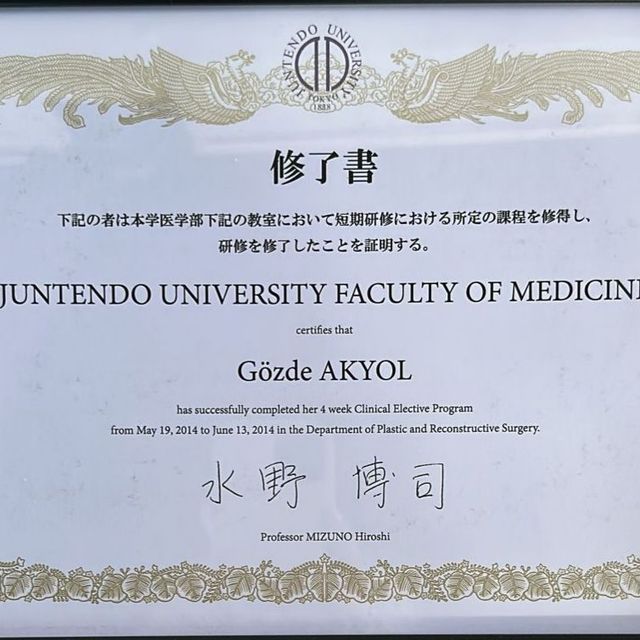 JUNTENDO UNIVERSITY
TOKYO
1838
修了書
下記の者は本学医学部下記の教室において短期研修における所定の課程を修得し、
研修を修了したことを証明する。
JUNTENDO UNIVERSITY FACULTY OF MEDICINE
certifies that
Gözde AKYOL
has successfully completed her 4 week Clinical Elective Program
from May 19, 2014 to June 13, 2014 in the Department of Plastic and Reconstructive Surgery.
水野 博司
Professor MIZUNO Hiroshi